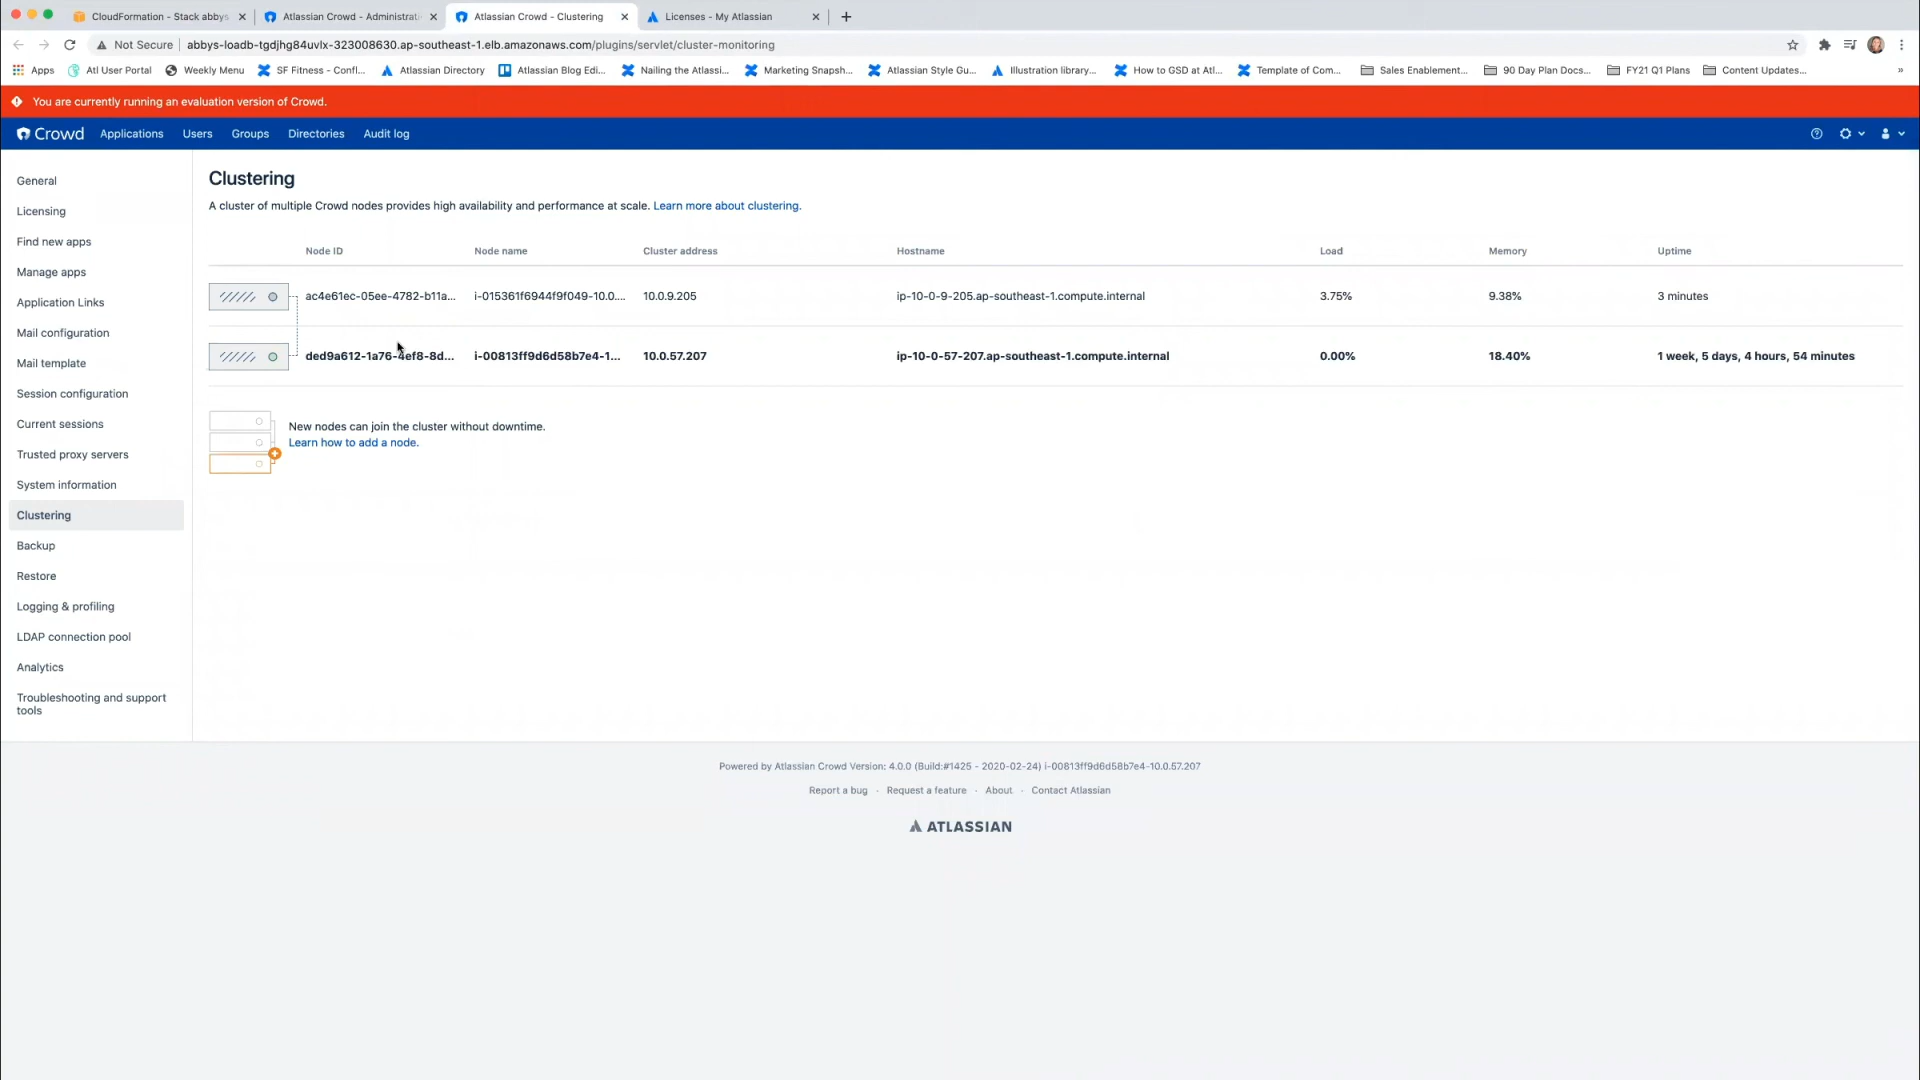 CloudFormation - Stack abbys
Atlassian Crowd - Administrat
Atlassian Crowd - Clustering
Licenses - My Atlassian
Not Secure
abbys-loadb-tgdjhg84uvlx-323008630.ap-southeast-1.elb.amazonaws.com/plugins/servlet/cluster-monitoring
Apps
Atl User Portal
Weekly Menu
SF Fitness - Confl...
Atlassian Directory
Atlassian Blog Edi...
Nailing the Atlassi...
Marketing Snapsh...
Atlassian Style Gu...
Illustration library...
How to GSD at Atl...
Template of Com...
Sales Enablement...
90 Day Plan Docs...
FY21 Q1 Plans
Content Updates...
»
You are currently running an evaluation version of Crowd.
Crowd
Applications
Users
Groups
Directories
Audit log
General
Licensing
Find new apps
Manage apps
Application Links
Mail configuration
Mail template
Session configuration
Current sessions
Trusted proxy servers
System information
Clustering
Backup
Restore
Logging & profiling
LDAP connection pool
Analytics
Troubleshooting and support
tools
Clustering
A cluster of multiple Crowd nodes provides high availability and performance at scale. Learn more about clustering.
Node ID Node name Cluster address Hostname Load Memory Uptime
ac4e61ec-05ee-4782-b11a... i-015361f6944f9f049-10.0.... 10.0.9.205 ip-10-0-9-205.ap-southeast-1.compute.internal 3.75% 9.38% 3 minutes
ded9a612-1a76-4ef8-8d... i-00813ff9d6d58b7e4-1... 10.0.57.207 ip-10-0-57-207.ap-southeast-1.compute.internal 0.00% 18.40% 1 week, 5 days, 4 hours, 54 minutes
New nodes can join the cluster without downtime.
Learn how to add a node.
Powered by Atlassian Crowd Version: 4.0.0 (Build:#1425 - 2020-02-24) i-00813ff9d6d58b7e4-10.0.57.207
Report a bug · Request a feature · About · Contact Atlassian
ATLASSIAN